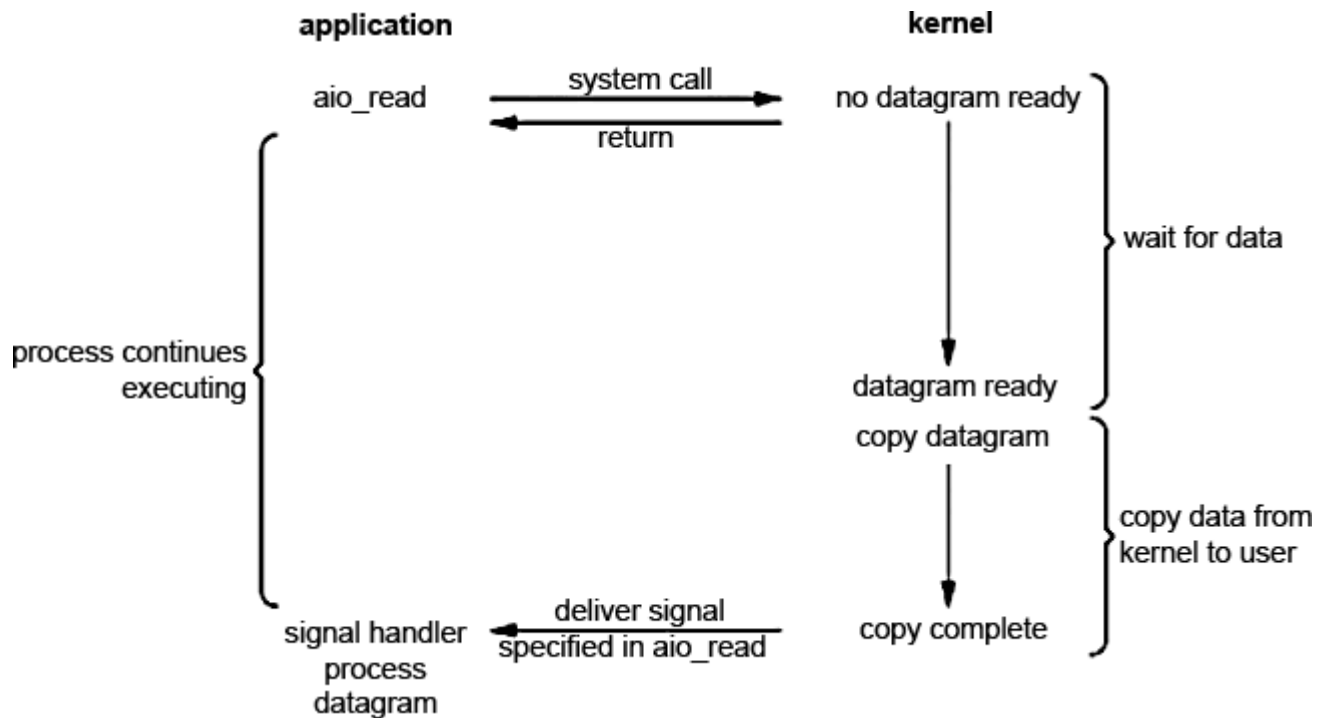 application
kernel
aio_read
system call
no datagram ready
return
wait for data
process continues
executing
datagram ready
copy datagram
copy data from
kernel to user
deliver signal
specified in aio_read
copy complete
signal handler
process
datagram